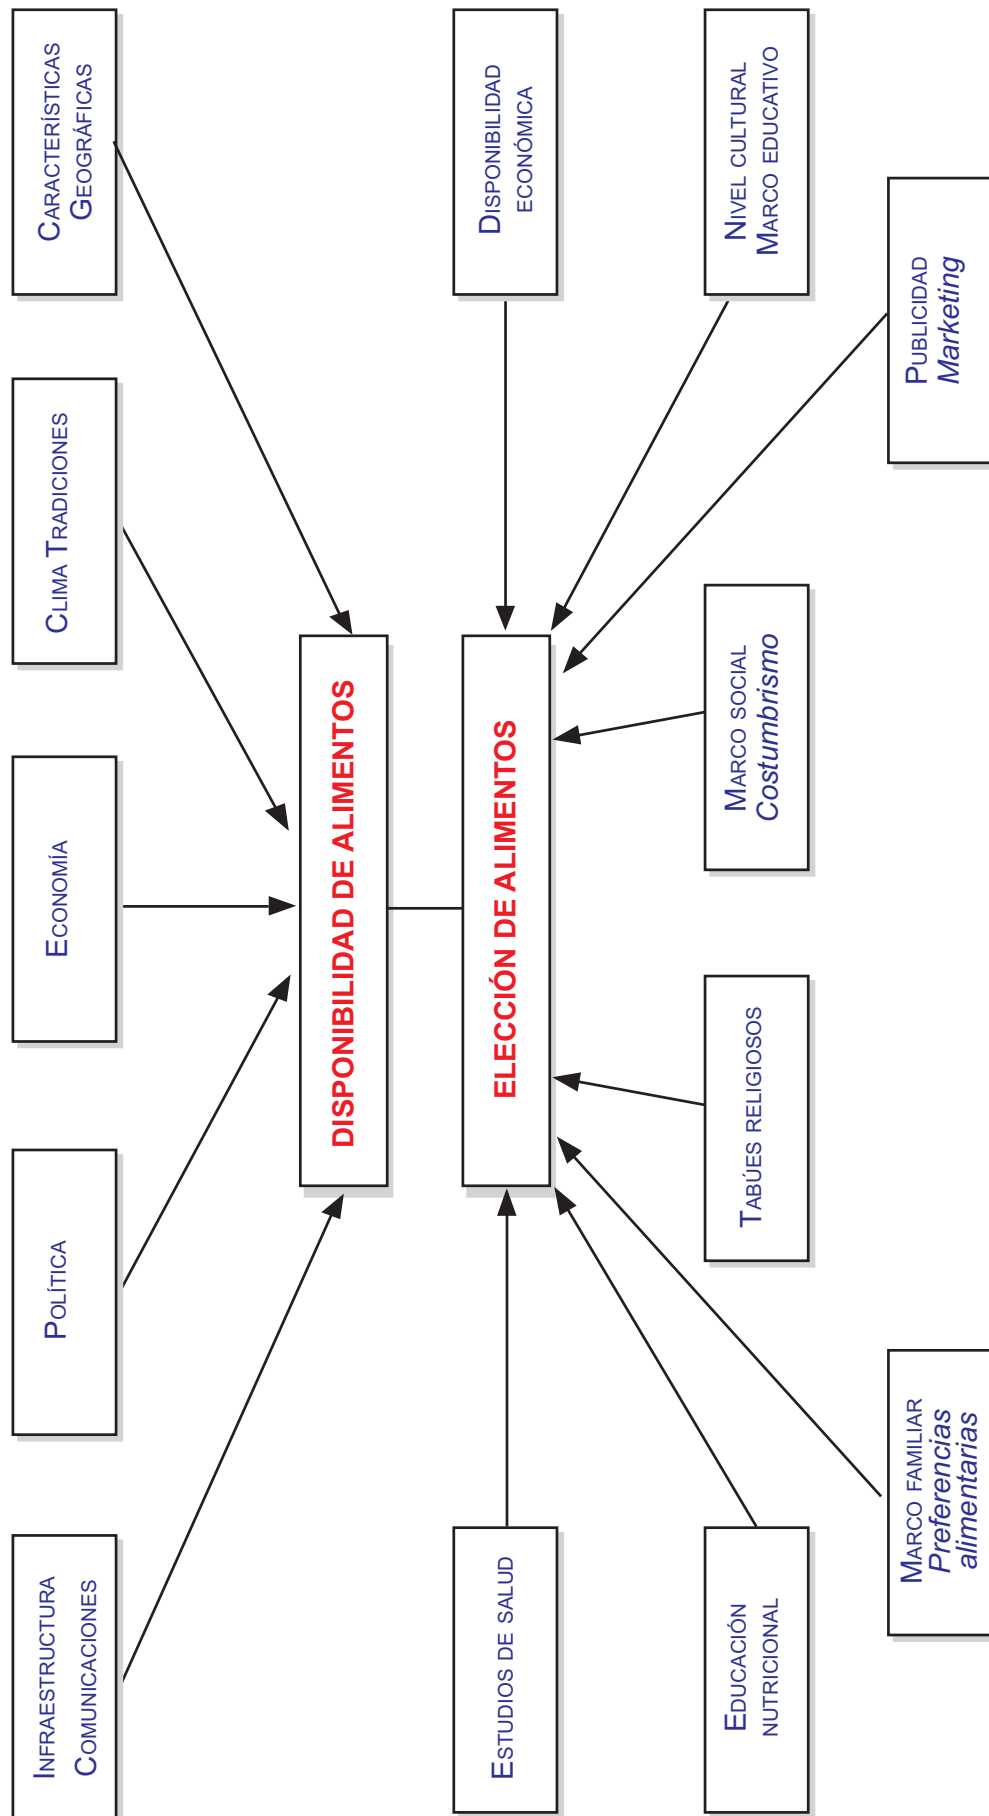 INFRAESTRUCTURA
COMUNICACIONES
POLÍTICA
ECONOMÍA
CLIMA TRADICIONES
CARACTERÍSTICAS
GEOGRÁFICAS
DISPONIBILIDAD DE ALIMENTOS
ESTUDIOS DE SALUD
ELECCIÓN DE ALIMENTOS
DISPONIBILIDAD
ECONÓMICA
EDUCACIÓN
NUTRICIONAL
TABÚES RELIGIOSOS
MARCO SOCIAL
Costumbrismo
NIVEL CULTURAL
MARCO EDUCATIVO
MARCO FAMILIAR
Preferencias
alimentarias
PUBLICIDAD
Marketing